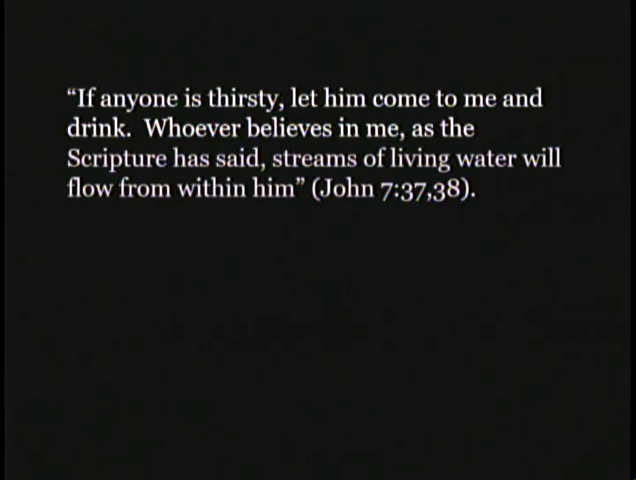 “If anyone is thirsty, let him come to me and
drink.  Whoever believes in me, as the
Scripture has said, streams of living water will
flow from within him” (John 7:37,38).